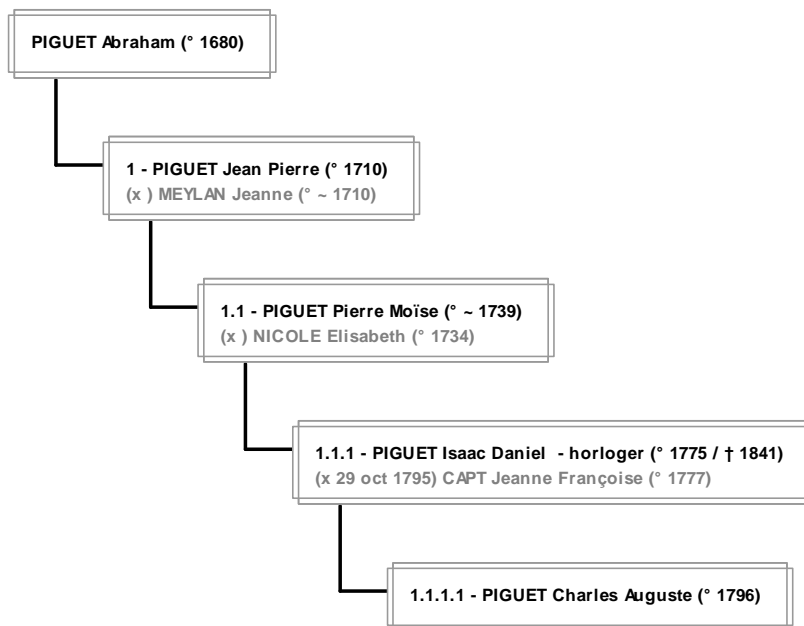 PIGUET Abraham (° 1680)
1 - PIGUET Jean Pierre (° 1710)
(x ) MEYLAN Jeanne (° ~ 1710)
1.1 - PIGUET Pierre Moïse (° ~ 1739)
(x ) NICOLE Elisabeth (° 1734)
1.1.1 - PIGUET Isaac Daniel - horloger (° 1775 / † 1841)
(x 29 oct 1795) CAPT Jeanne Françoise (° 1777)
1.1.1.1 - PIGUET Charles Auguste (° 1796)